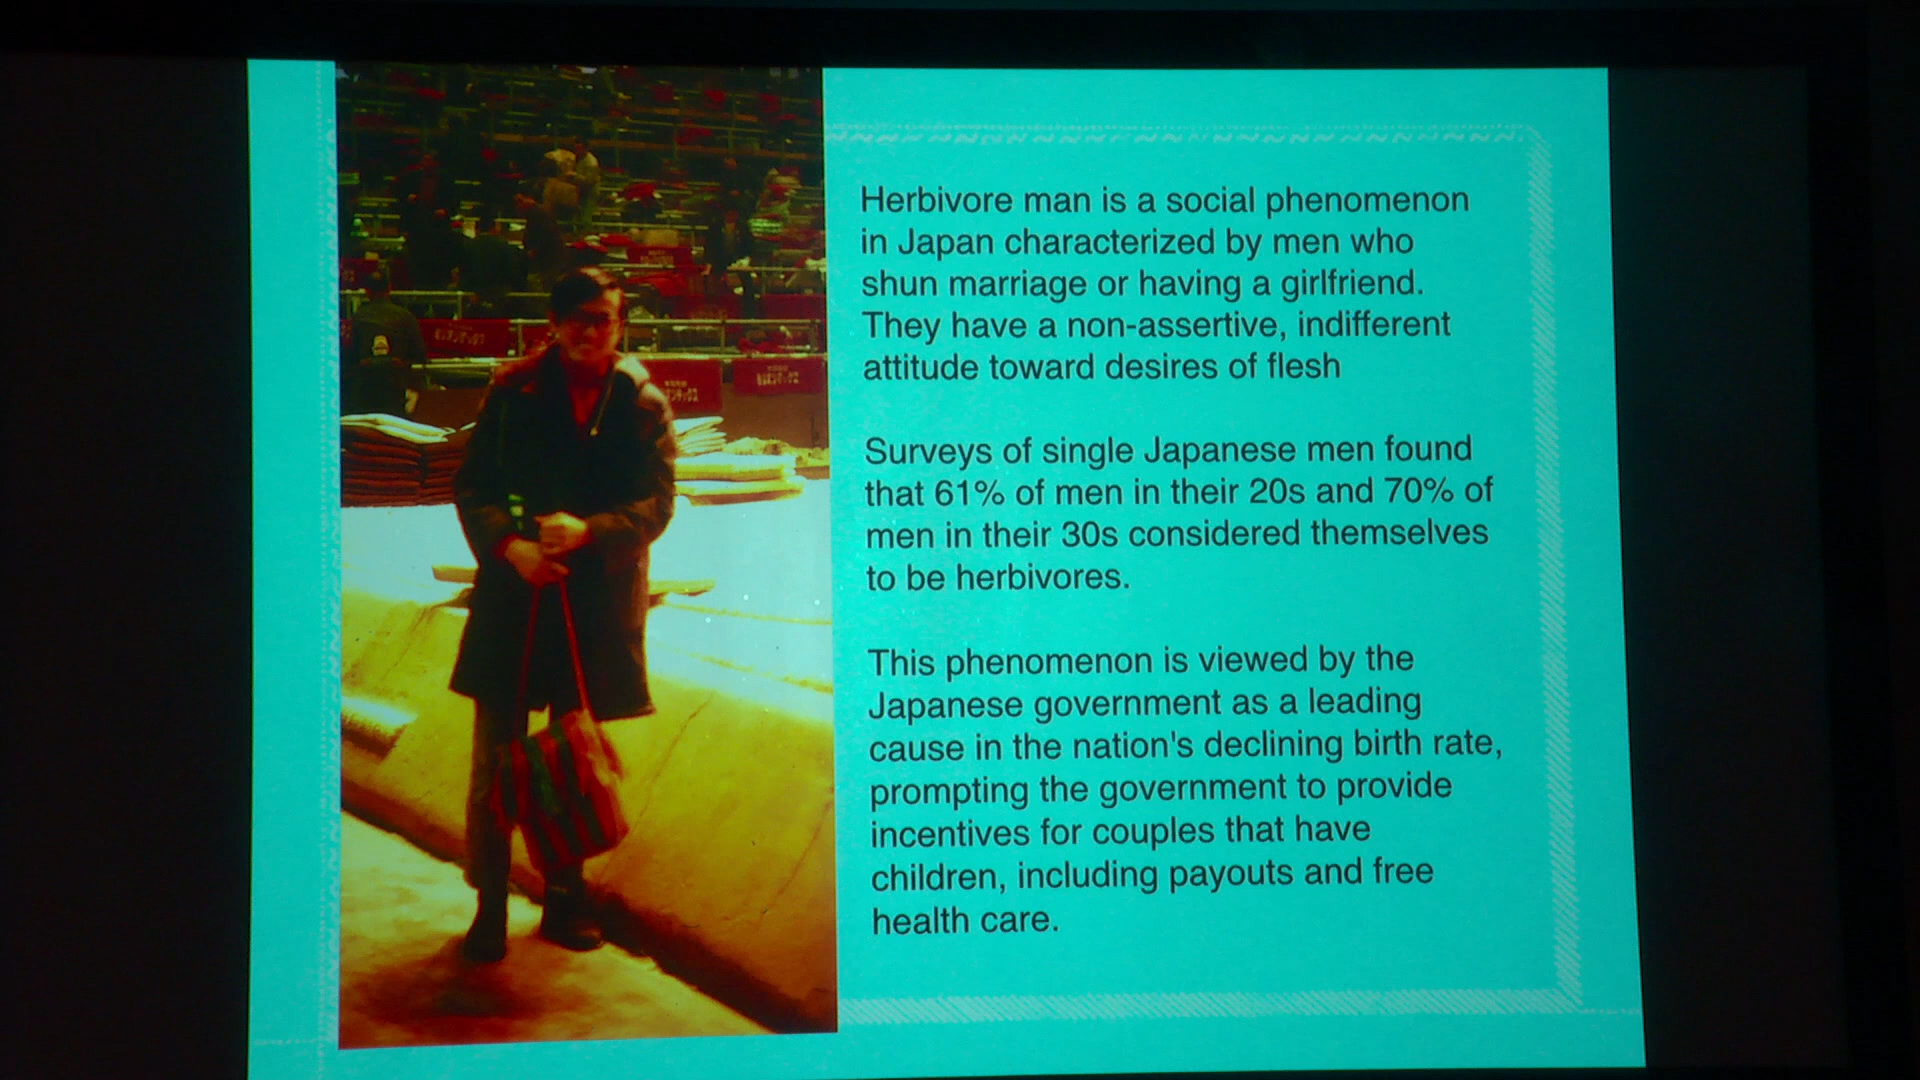 Herbivore man is a social phenomenon
in Japan characterized by men who
shun marriage or having a girlfriend.
They have a non-assertive, indifferent
attitude toward desires of flesh
Surveys of single Japanese men found
that 61% of men in their 20s and 70% of
men in their 30s considered themselves
to be herbivores.
This phenomenon is viewed by the
Japanese government as a leading
cause in the nation's declining birth rate,
prompting the government to provide
incentives for couples that have
children, including payouts and free
health care.